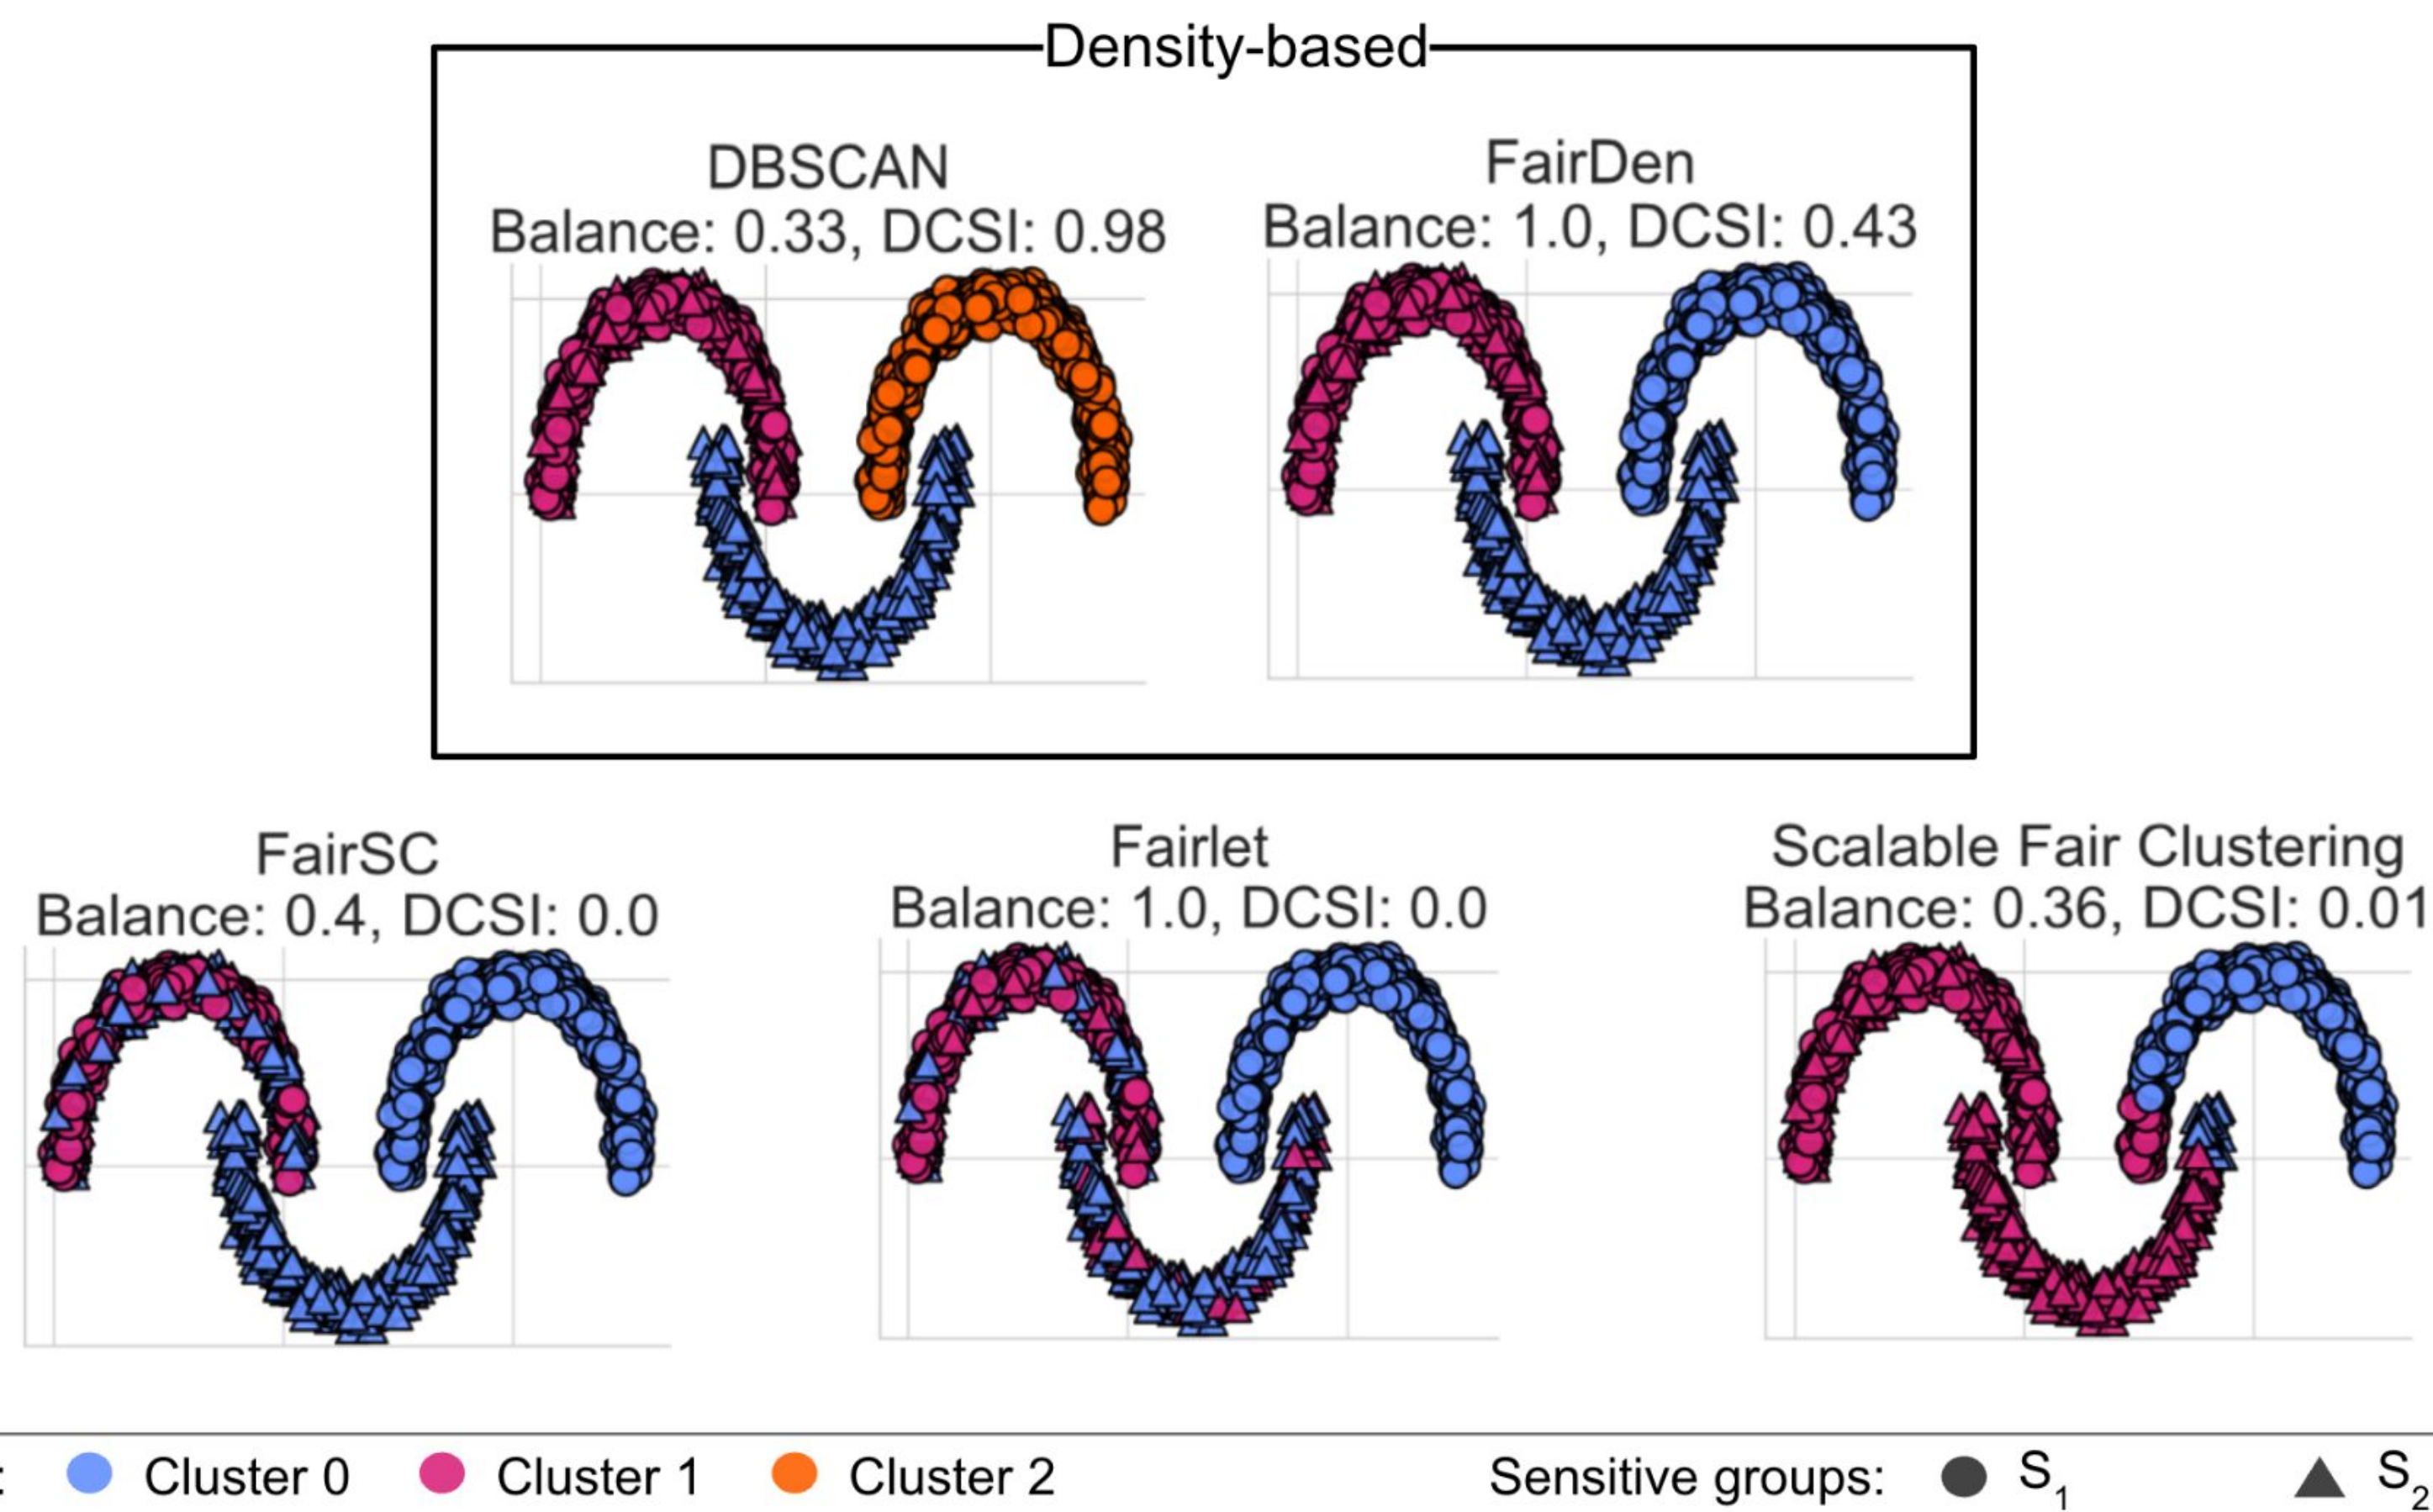 Density-based
DBSCAN
Balance: 0.33, DCSI: 0.98
FairDen
Balance: 1.0, DCSI: 0.43
FairSC
Balance: 0.4, DCSI: 0.0
Fairlet
Balance: 1.0, DCSI: 0.0
Scalable Fair Clustering
Balance: 0.36, DCSI: 0.01
: Cluster 0 Cluster 1 Cluster 2 Sensitive groups: S₁ S₂